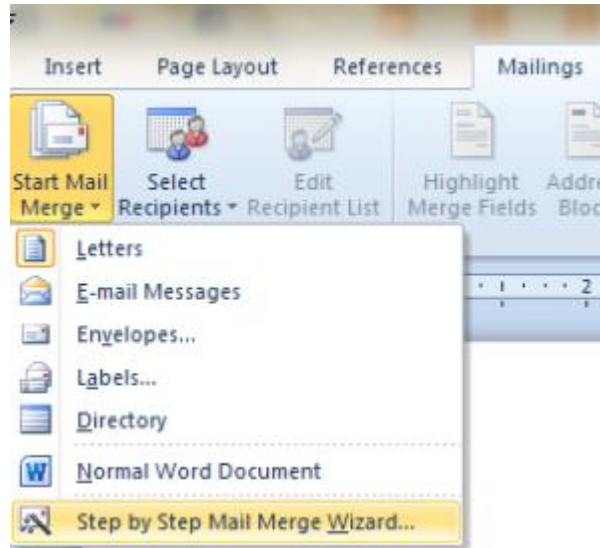 Insert Page Layout References Mailings
Start Mail Select Edit Highlight
Merge Recipients Recipient List Merge Fields
Letters
2
E-mail Messages
Envelopes...
Labels...
Directory
Normal Word Document
Step by Step Mail Merge Wizard...